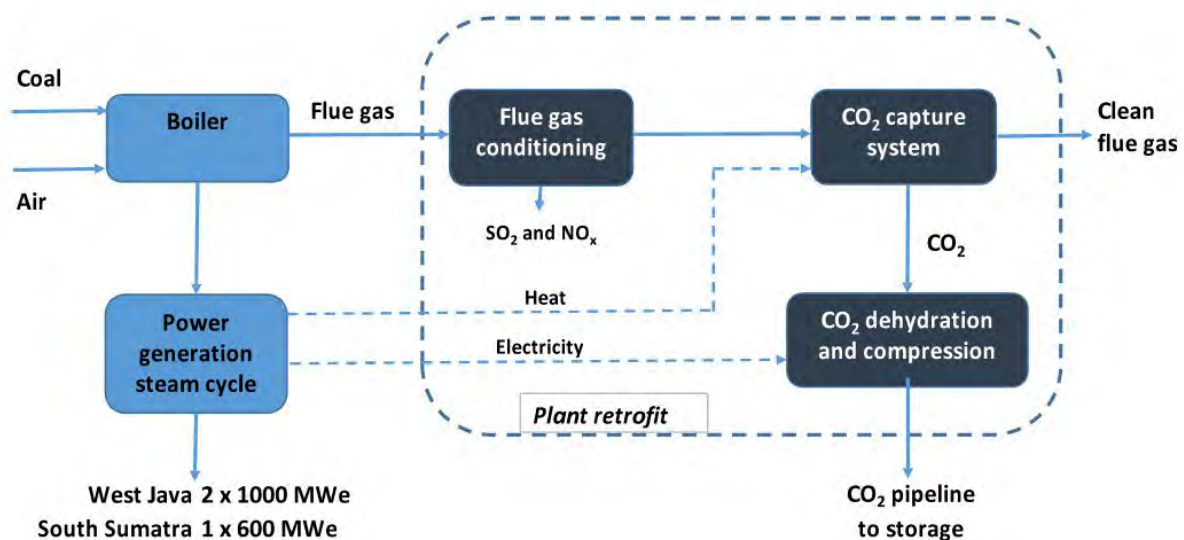 Coal
Air
Boiler
Flue gas
Flue gas
conditioning
SO₂ and NOₓ
CO₂ capture
system
Clean
flue gas
CO₂
Heat
Electricity
Power
generation
steam cycle
CO₂ dehydration
and compression
Plant retrofit
West Java 2 x 1000 MWe
South Sumatra 1 x 600 MWe
CO₂ pipeline
to storage